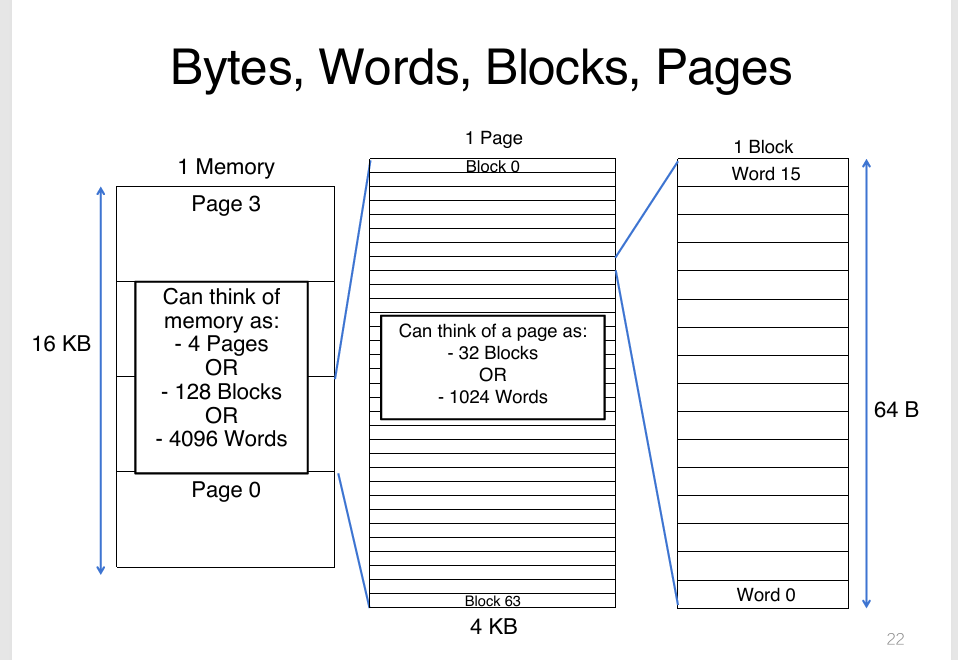 Bytes, Words, Blocks, Pages
1 Memory
Page 3
Can think of
memory as:
- 4 Pages
OR
- 128 Blocks
OR
- 4096 Words
Page 0
16 KB
1 Page
Block 0
Can think of a page as:
- 32 Blocks
OR
- 1024 Words
Block 63
4 KB
1 Block
Word 15
Word 0
64 B
22